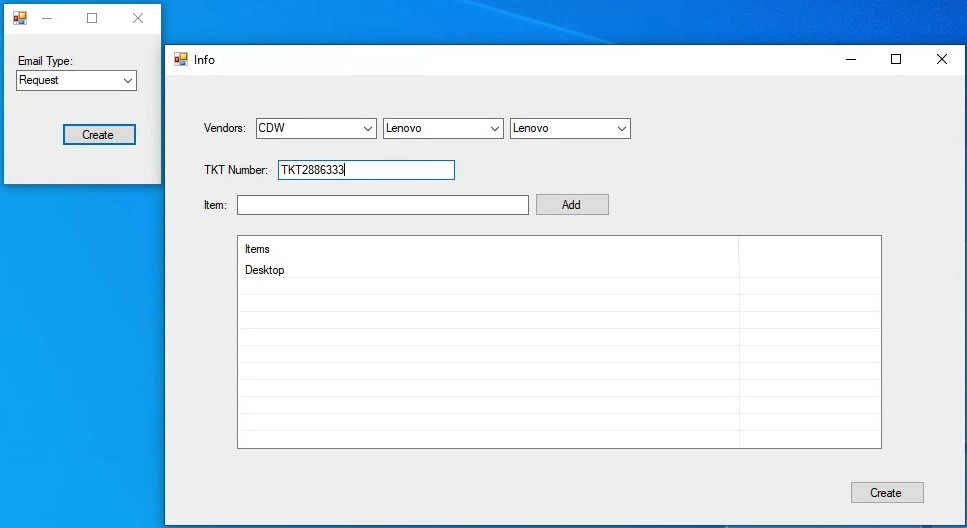 Email Type:
Request
Create
Info
Vendors: CDW Lenovo Lenovo
TKT Number: TKT2886333
Item: Add
Items
Desktop
Create